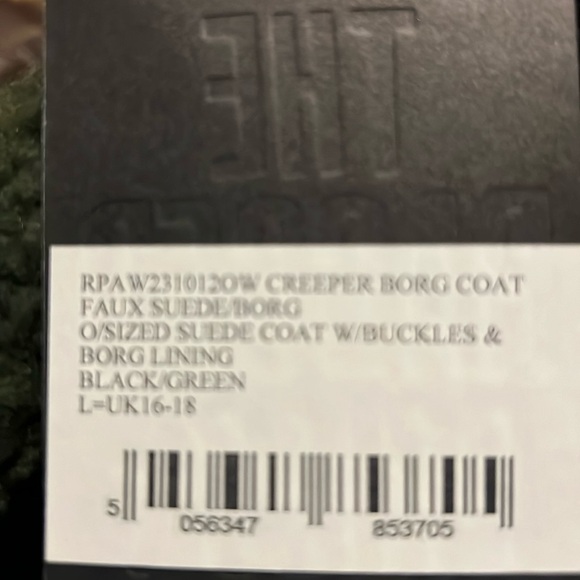 THE
RPAW231012OW CREEPER BORG COAT
FAUX SUEDE/BORG
O/SIZED SUEDE COAT W/BUCKLES &
BORG LINING
BLACK/GREEN
L=UK16-18
5 056347 853705